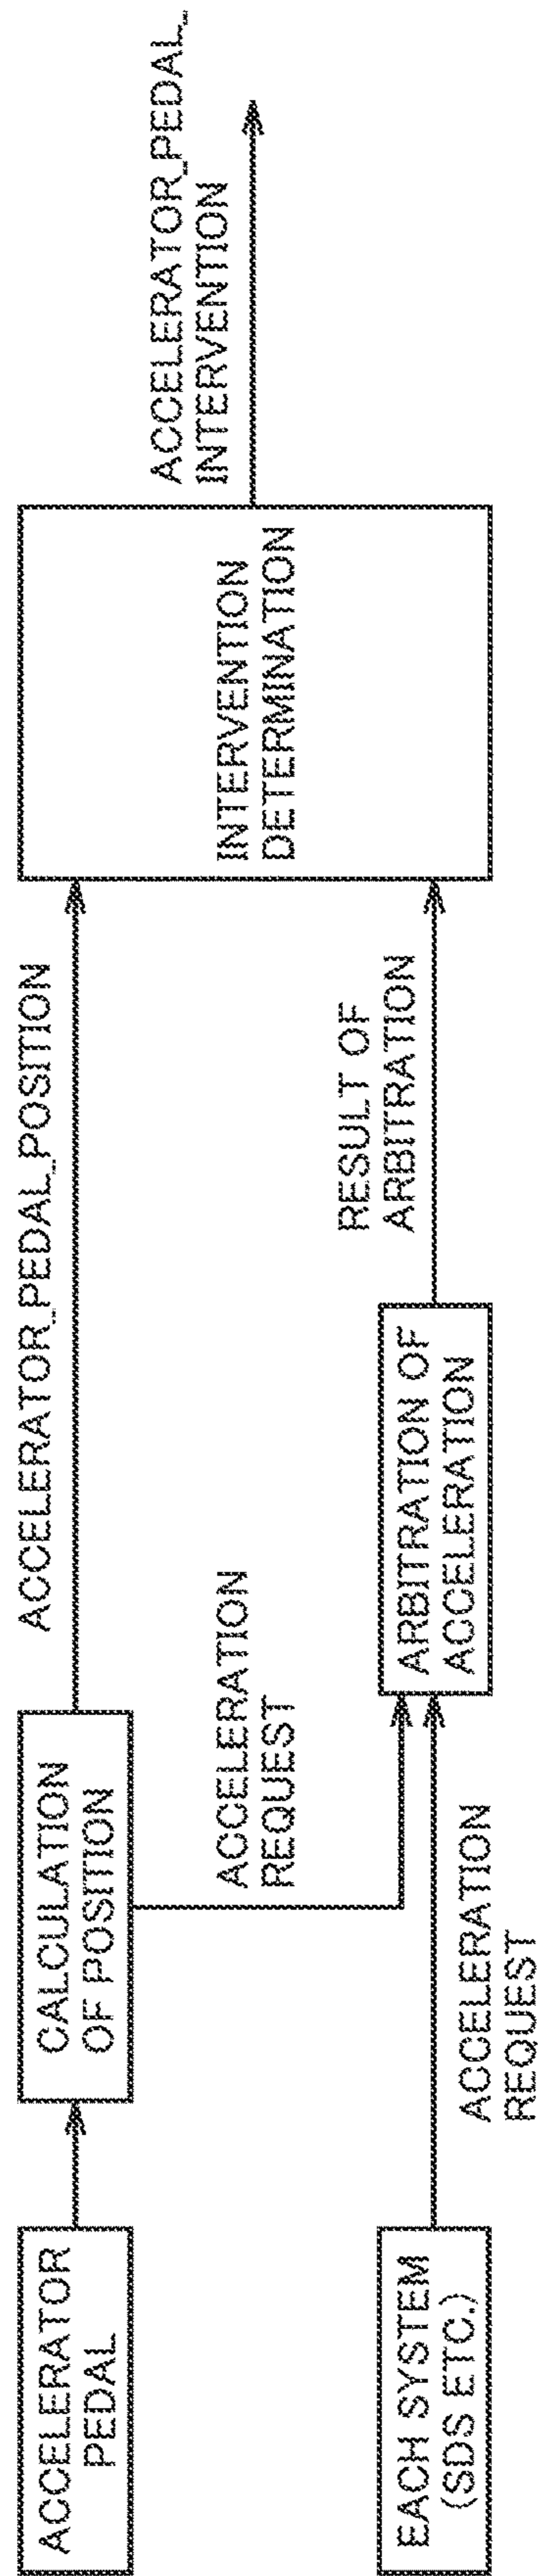 ACCELERATOR
PEDAL
CALCULATION
OF POSITION
ACCELERATOR_PEDAL_POSITION
ACCELERATION
REQUEST
EACH SYSTEM
(SDS ETC.)
ACCELERATION
REQUEST
ARBITRATION OF
ACCELERATION
RESULT OF
ARBITRATION
INTERVENTION
DETERMINATION
ACCELERATOR_PEDAL_
INTERVENTION